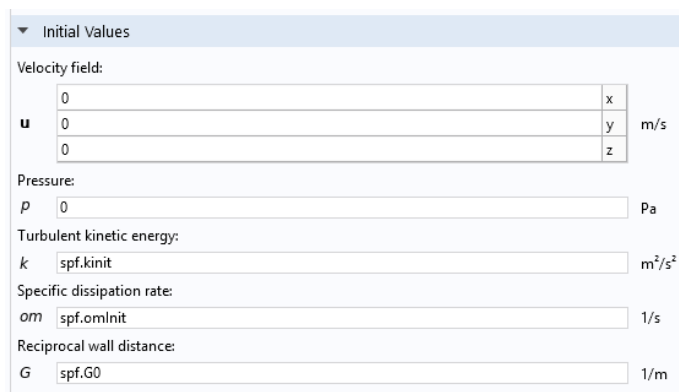 Initial Values
Velocity field:
0 x
u 0 y m/s
0 z
Pressure:
p 0 Pa
Turbulent kinetic energy:
k spf.kinit m²/s²
Specific dissipation rate:
om spf.omInit 1/s
Reciprocal wall distance:
G spf.G0 1/m